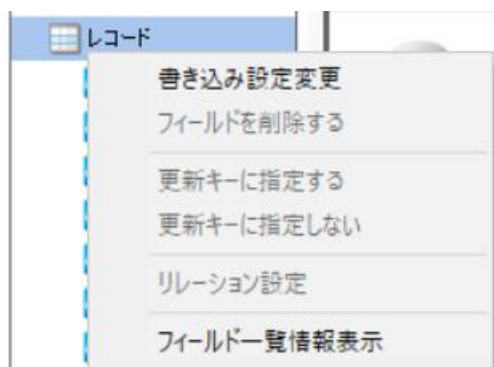 レコード
書き込み設定変更
フィールドを削除する
更新キーに指定する
更新キーに指定しない
リレーション設定
フィールド一覧情報表示